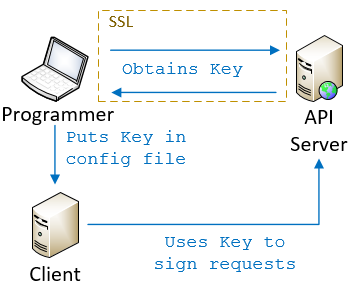 SSL
Obtains Key
Programmer
API
Server
Puts Key in
config file
Uses Key to
sign requests
Client